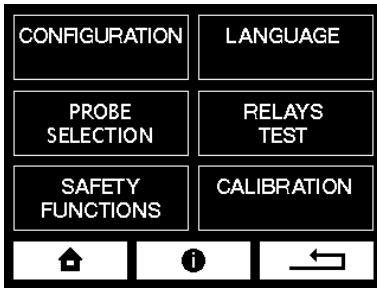 CONFIGURATION
LANGUAGE
PROBE
SELECTION
RELAYS
TEST
SAFETY
FUNCTIONS
CALIBRATION